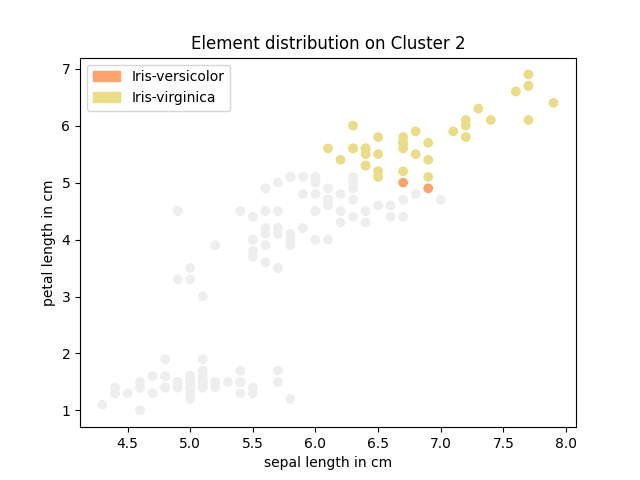 Element distribution on Cluster 2
Iris-versicolor
Iris-virginica
petal length in cm
7
6
5
4
3
2
1
4.5 5.0 5.5 6.0 6.5 7.0 7.5 8.0
sepal length in cm